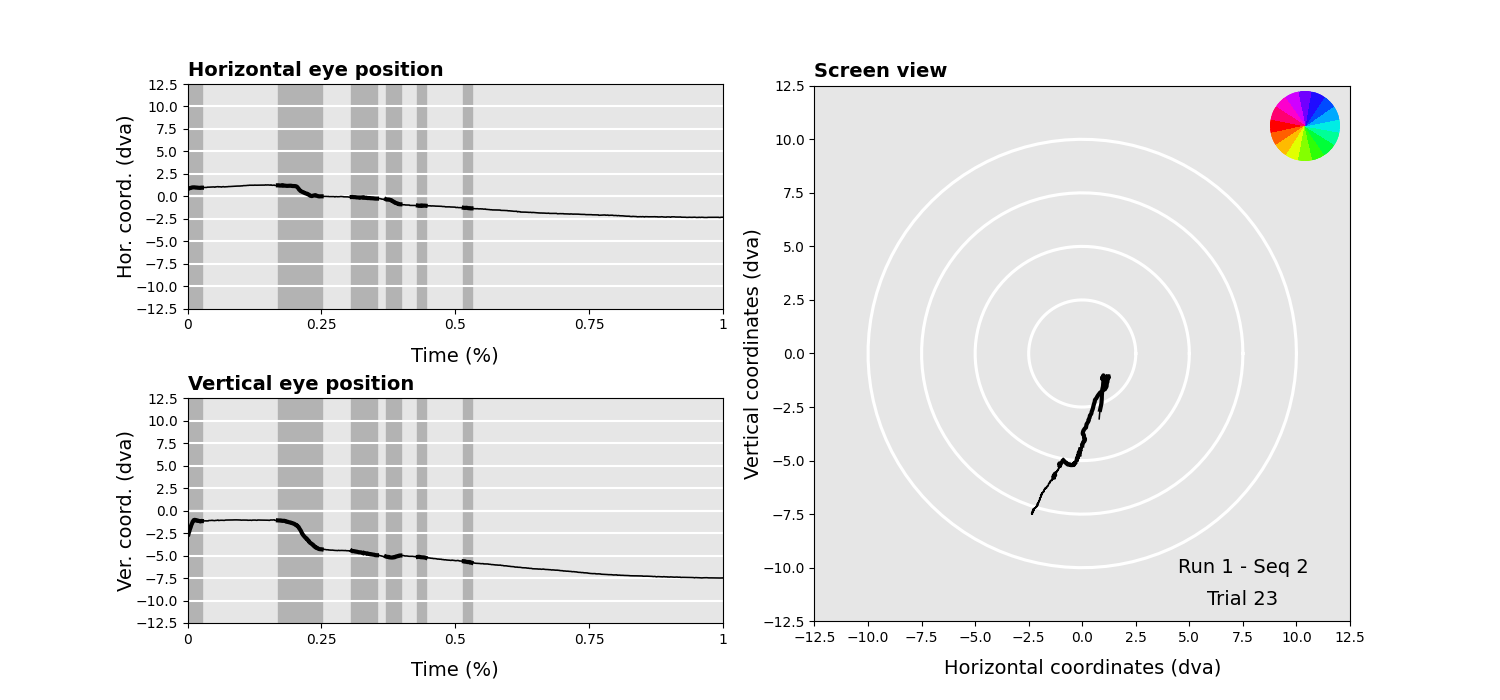 Horizontal eye position
12.5
10.0
7.5
5.0
2.5
0.0
−2.5
−5.0
−7.5
−10.0
−12.5
Hor. coord. (dva)
0 0.25 0.5 0.75 1
Time (%)
Vertical eye position
12.5
10.0
7.5
5.0
2.5
0.0
−2.5
−5.0
−7.5
−10.0
−12.5
Ver. coord. (dva)
0 0.25 0.5 0.75 1
Time (%)
Screen view
12.5
10.0
7.5
5.0
2.5
0.0
−2.5
−5.0
−7.5
−10.0
−12.5
Vertical coordinates (dva)
Run 1 - Seq 2
Trial 23
−12.5 −10.0 −7.5 −5.0 −2.5 0.0 2.5 5.0 7.5 10.0 12.5
Horizontal coordinates (dva)